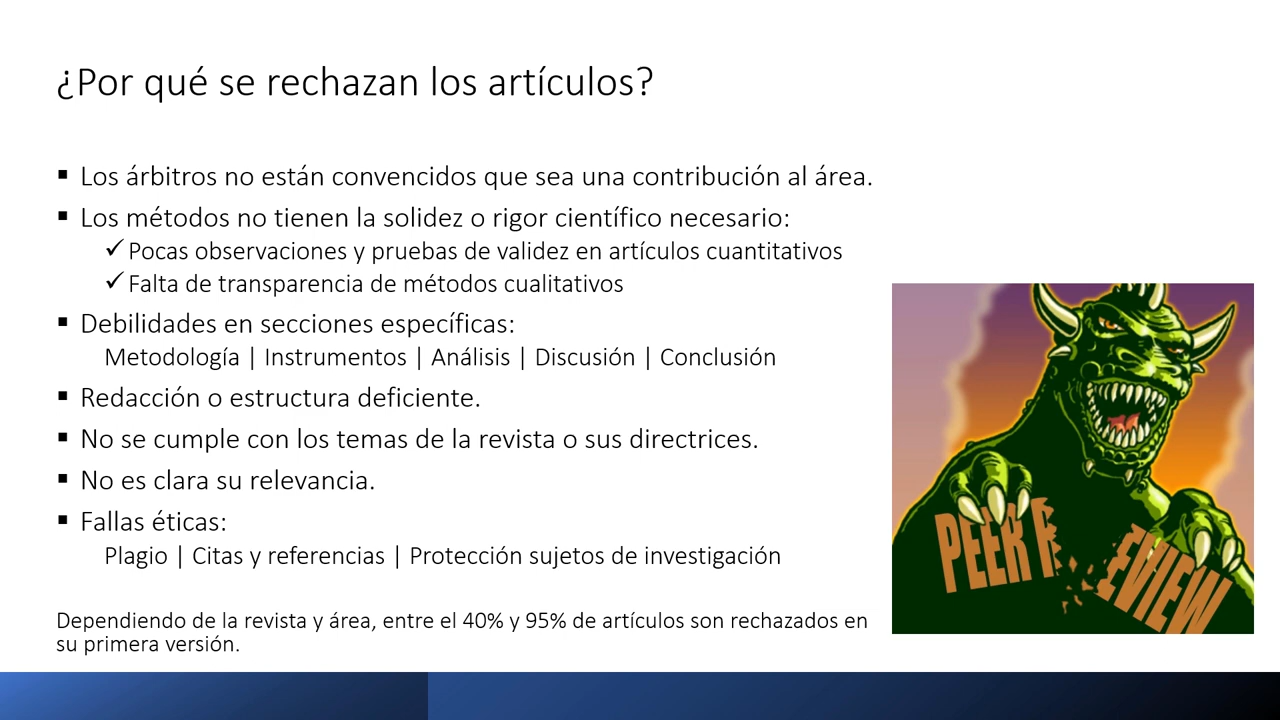 ¿Por qué se rechazan los artículos?
▪ Los árbitros no están convencidos que sea una contribución al área.
▪ Los métodos no tienen la solidez o rigor científico necesario:
✓ Pocas observaciones y pruebas de validez en artículos cuantitativos
✓ Falta de transparencia de métodos cualitativos
▪ Debilidades en secciones específicas:
Metodología | Instrumentos | Análisis | Discusión | Conclusión
▪ Redacción o estructura deficiente.
▪ No se cumple con los temas de la revista o sus directrices.
▪ No es clara su relevancia.
▪ Fallas éticas:
Plagio | Citas y referencias | Protección sujetos de investigación
Dependiendo de la revista y área, entre el 40% y 95% de artículos son rechazados en
su primera versión.
PEER REVIEW